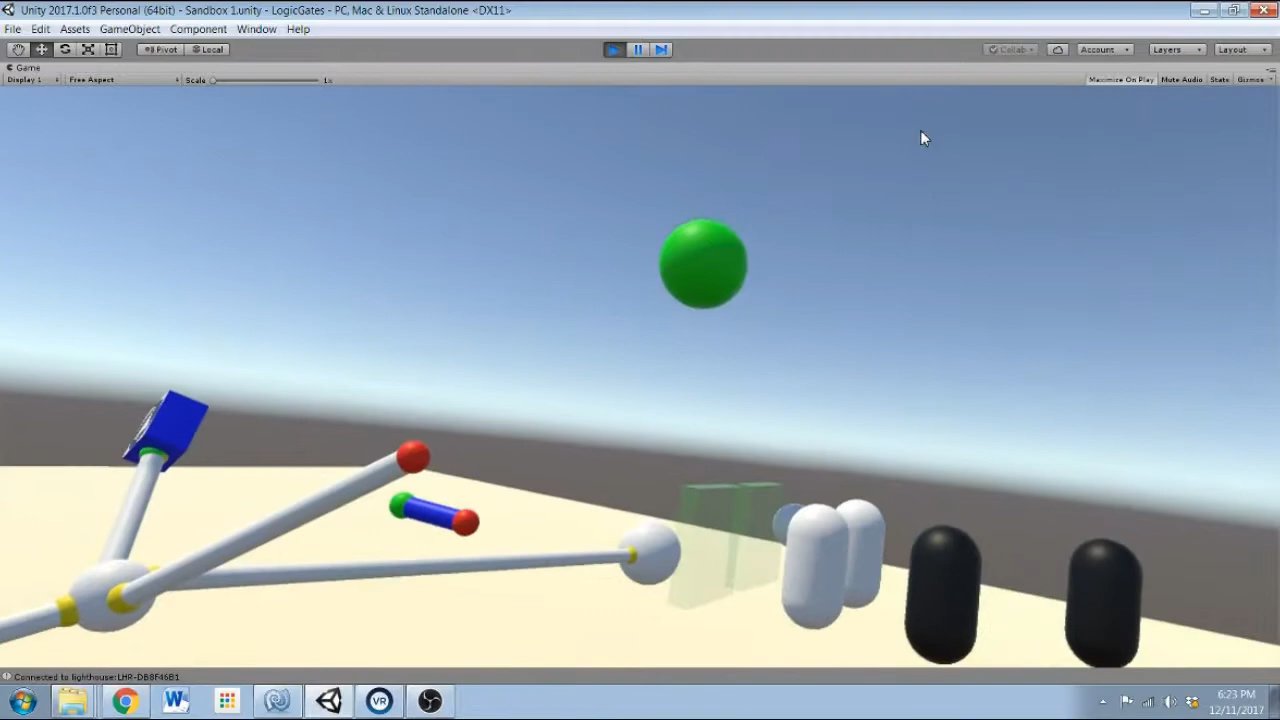 Unity 2017.1.0f3 Personal (64bit) - Sandbox 1.unity - LogicGates - PC, Mac & Linux Standalone <DX11>
File Edit Assets GameObject Component Window Help
Pivot Local Collab Account Layers Layout
Game
Display 1 Free Aspect Scale 1x Maximize On Play Mute Audio Stats Gizmos
Connected to lighthouse:LHR-DB8F46B1
W VR
6:23 PM
12/11/2017